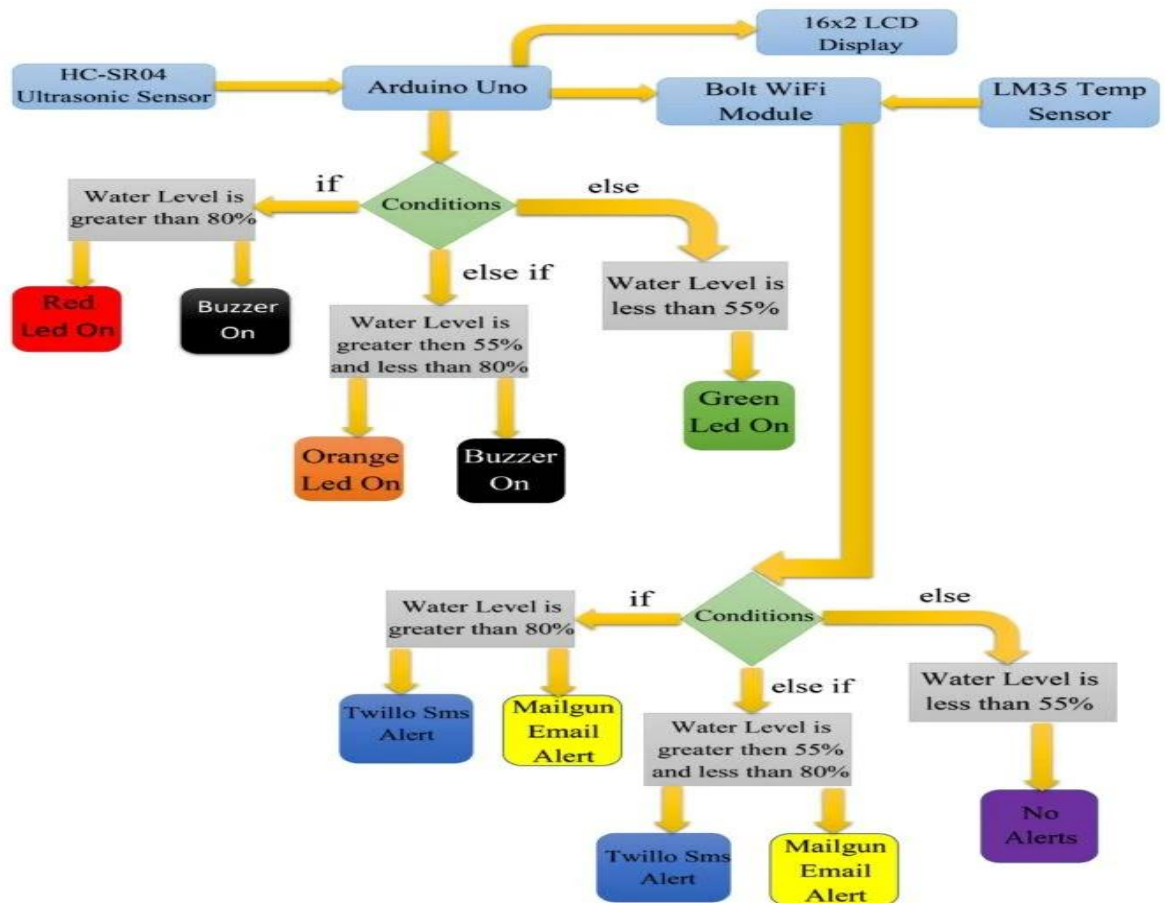 16x2 LCD
Display
HC-SR04
Ultrasonic Sensor
Arduino Uno
Bolt WiFi
Module
LM35 Temp
Sensor
if
else
Water Level is
greater than 80%
Conditions
else if
Water Level is
less than 55%
Red
Led On
Buzzer
On
Water Level is
greater then 55%
and less than 80%
Green
Led On
Orange
Led On
Buzzer
On
if
else
Water Level is
greater than 80%
Conditions
else if
Water Level is
less than 55%
Twillo Sms
Alert
Mailgun
Email
Alert
Water Level is
greater then 55%
and less than 80%
No
Alerts
Twillo Sms
Alert
Mailgun
Email
Alert